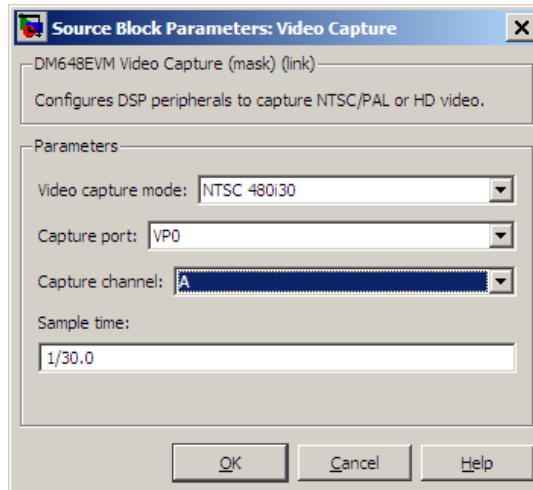 Source Block Parameters: Video Capture
DM648EVM Video Capture (mask) (link)
Configures DSP peripherals to capture NTSC/PAL or HD video.
Parameters
Video capture mode: NTSC 480i30
Capture port: VP0
Capture channel: A
Sample time:
1/30.0
OK Cancel Help